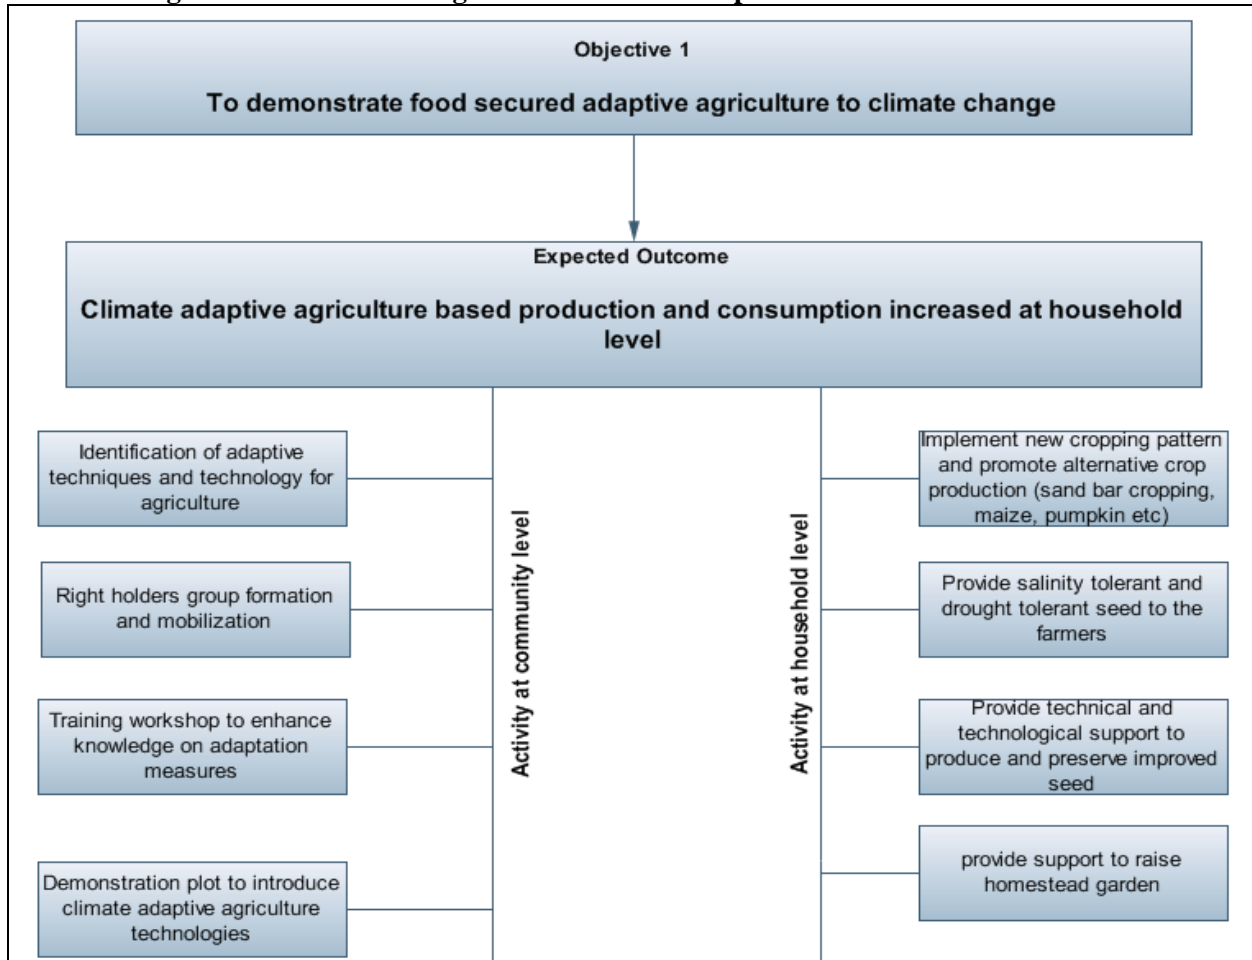 Objective 1
To demonstrate food secured adaptive agriculture to climate change
Expected Outcome
Climate adaptive agriculture based production and consumption increased at household
level
Identification of adaptive
techniques and technology for
agriculture
Right holders group formation
and mobilization
Training workshop to enhance
knowledge on adaptation
measures
Demonstration plot to introduce
climate adaptive agriculture
technologies
Activity at community level
Activity at household level
Implement new cropping pattern
and promote alternative crop
production (sand bar cropping,
maize, pumpkin etc)
Provide salinity tolerant and
drought tolerant seed to the
farmers
Provide technical and
technological support to
produce and preserve improved
seed
provide support to raise
homestead garden